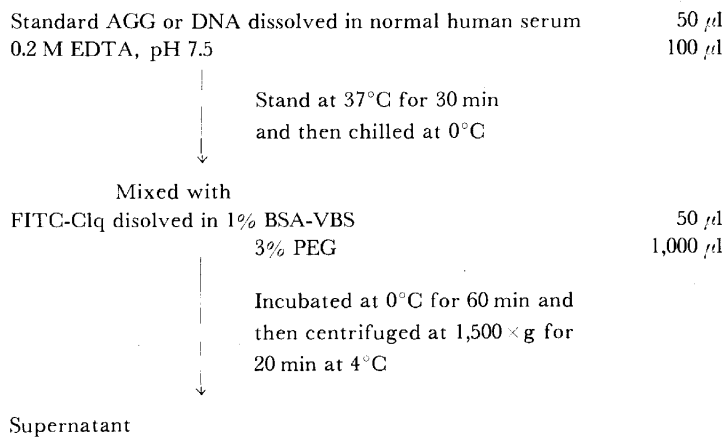 Standard AGG or DNA dissolved in normal human serum 50 μl
0.2 M EDTA, pH 7.5 100 μl
Stand at 37°C for 30 min
and then chilled at 0°C
Mixed with
FITC-Clq disolved in 1% BSA-VBS 50 μl
3% PEG 1,000 μl
Incubated at 0°C for 60 min and
then centrifuged at 1,500 × g for
20 min at 4°C
Supernatant